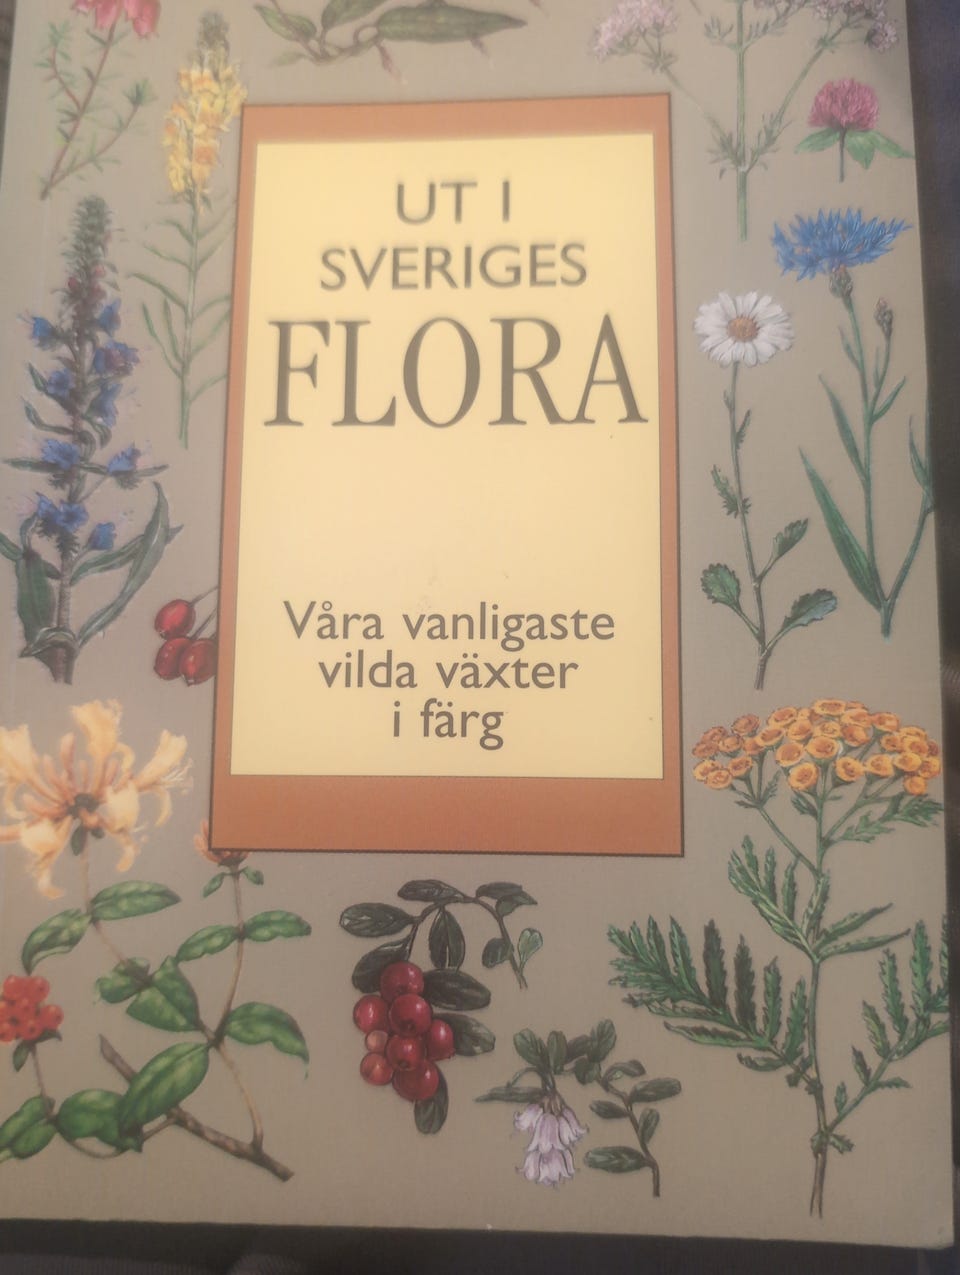 UT I
SVERIGES
FLORA
Våra vanligaste
vilda växter
i färg